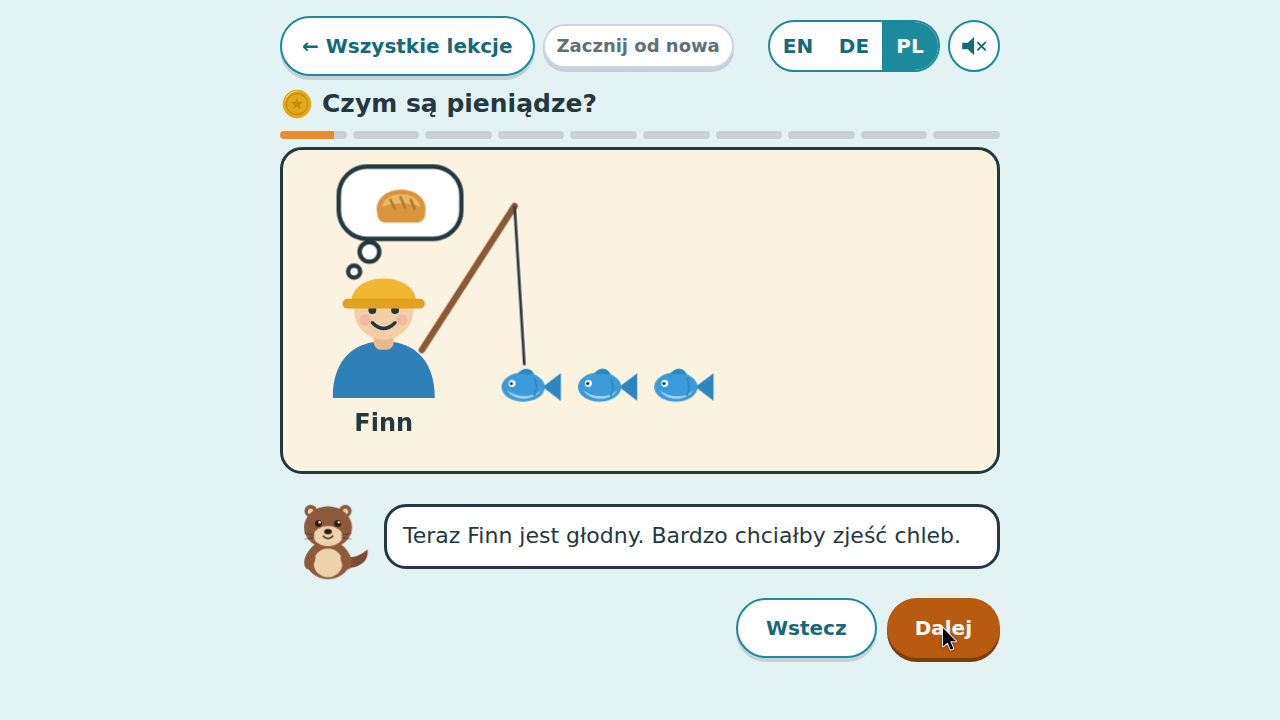 ← Wszystkie lekcje
Zacznij od nowa
EN DE PL
Czym są pieniądze?
Finn
Teraz Finn jest głodny. Bardzo chciałby zjeść chleb.
Wstecz
Dalej